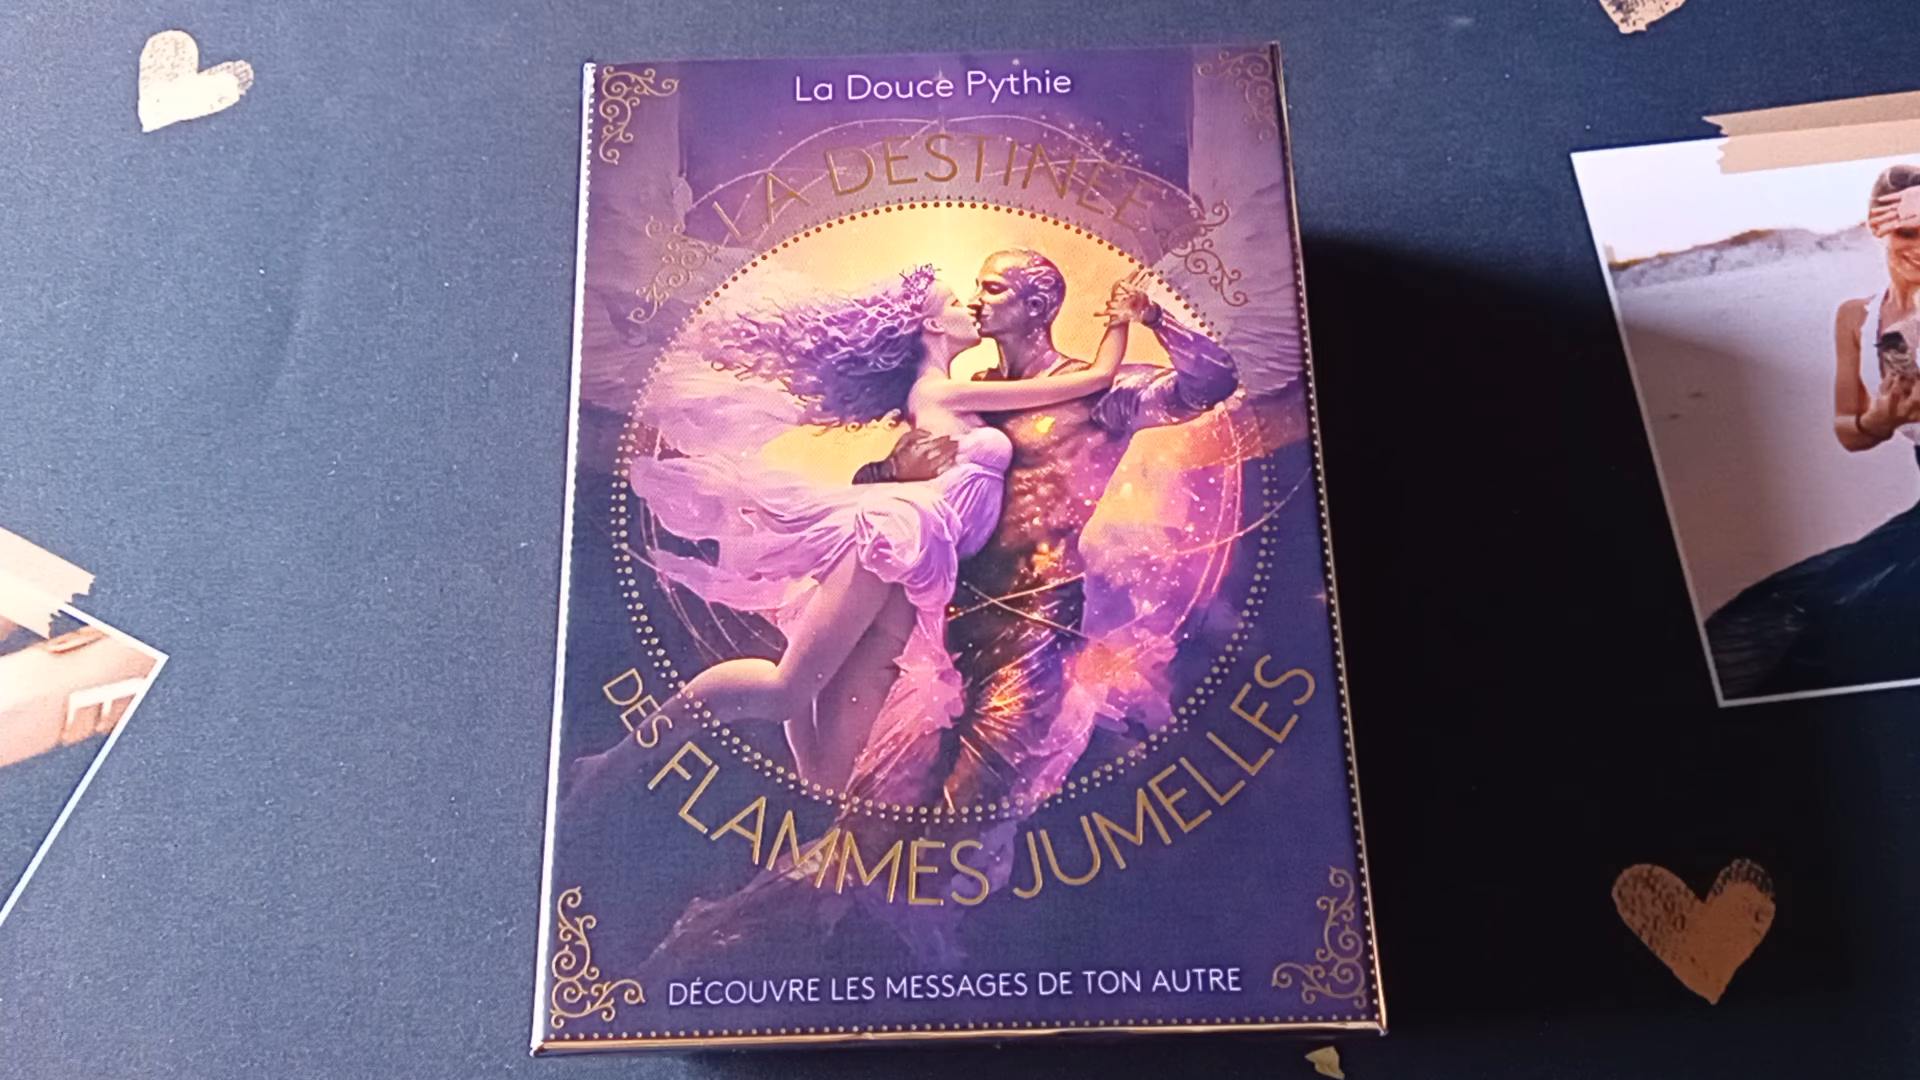 La Douce Pythie
LA DESTINÉE
DES FLAMMES JUMELLES
DÉCOUVRE LES MESSAGES DE TON AUTRE